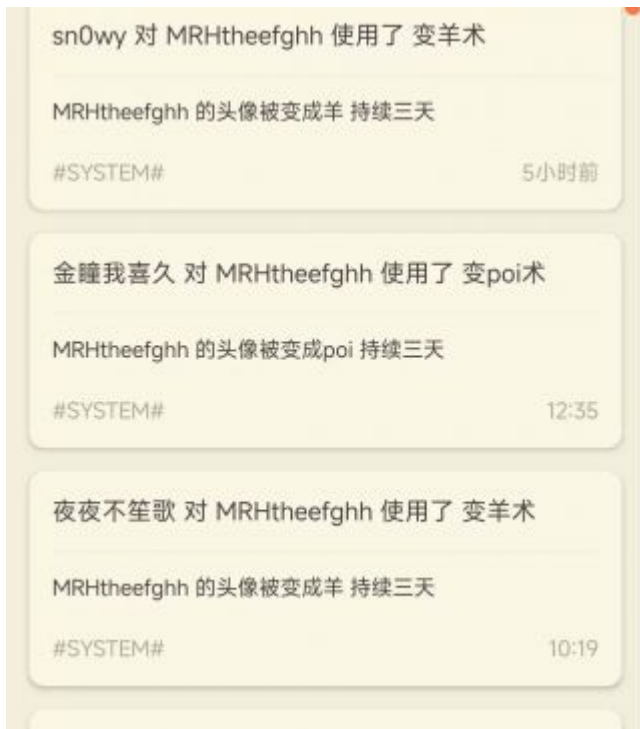 sn0wy 对 MRHtheefghh 使用了 变羊术
MRHtheefghh 的头像被变成羊 持续三天
#SYSTEM# 5小时前
金瞳我喜久 对 MRHtheefghh 使用了 变poi术
MRHtheefghh 的头像被变成poi 持续三天
#SYSTEM# 12:35
夜夜不笙歌 对 MRHtheefghh 使用了 变羊术
MRHtheefghh 的头像被变成羊 持续三天
#SYSTEM# 10:19